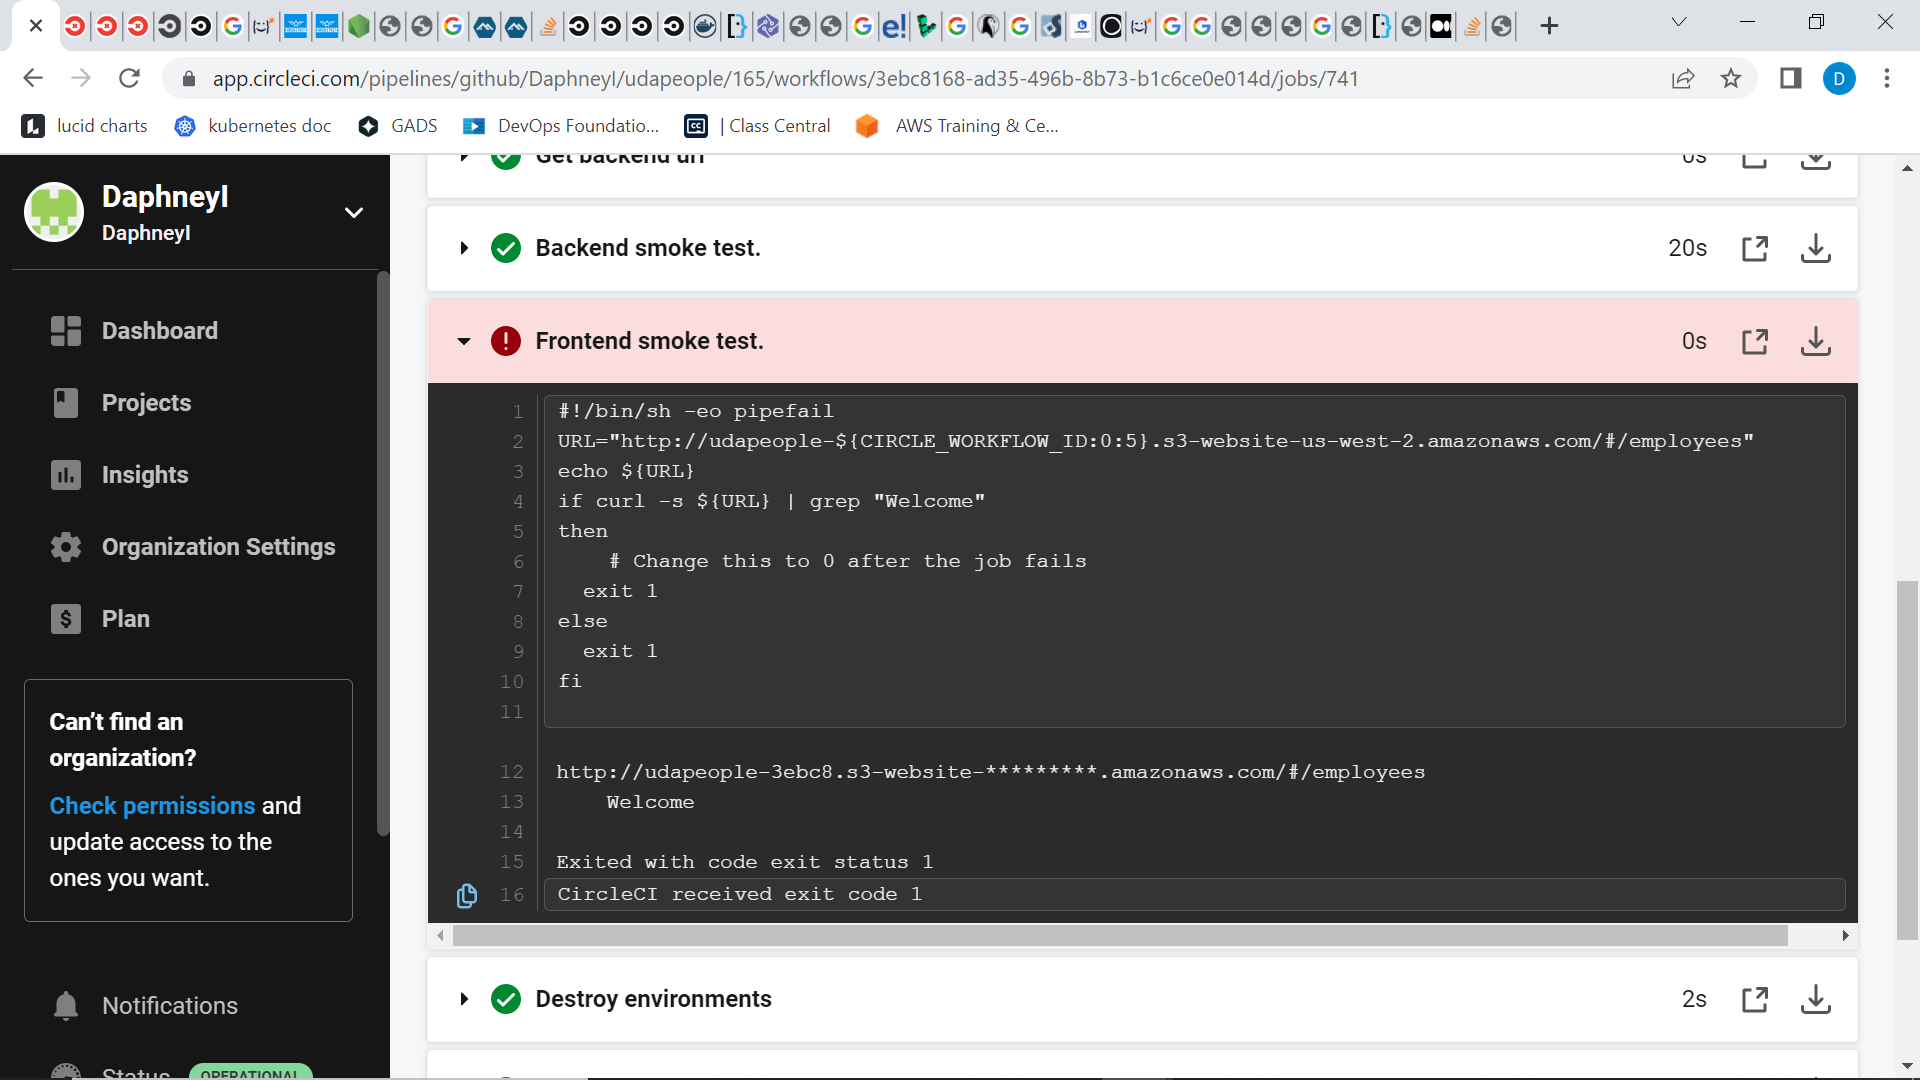 app.circleci.com/pipelines/github/DaphneyI/udapeople/165/workflows/3ebc8168-ad35-496b-8b73-b1c6ce0e014d/jobs/741
D
lucid charts
kubernetes doc
GADS
DevOps Foundatio...
CC
| Class Central
AWS Training & Ce...
DaphneyI
DaphneyI
Dashboard
Projects
Insights
Organization Settings
Plan
Can't find an
organization?
Check permissions and
update access to the
ones you want.
Notifications
Status
OPERATIONAL
Get backend url
0s
Backend smoke test.
20s
Frontend smoke test.
0s
1 #!/bin/sh -eo pipefail
2 URL="http://udapeople-${CIRCLE_WORKFLOW_ID:0:5}.s3-website-us-west-2.amazonaws.com/#/employees"
3 echo ${URL}
4 if curl -s ${URL} | grep "Welcome"
5 then
6 # Change this to 0 after the job fails
7 exit 1
8 else
9 exit 1
10 fi
11
12 http://udapeople-3ebc8.s3-website-*********.amazonaws.com/#/employees
13 Welcome
14
15 Exited with code exit status 1
16 CircleCI received exit code 1
Destroy environments
2s